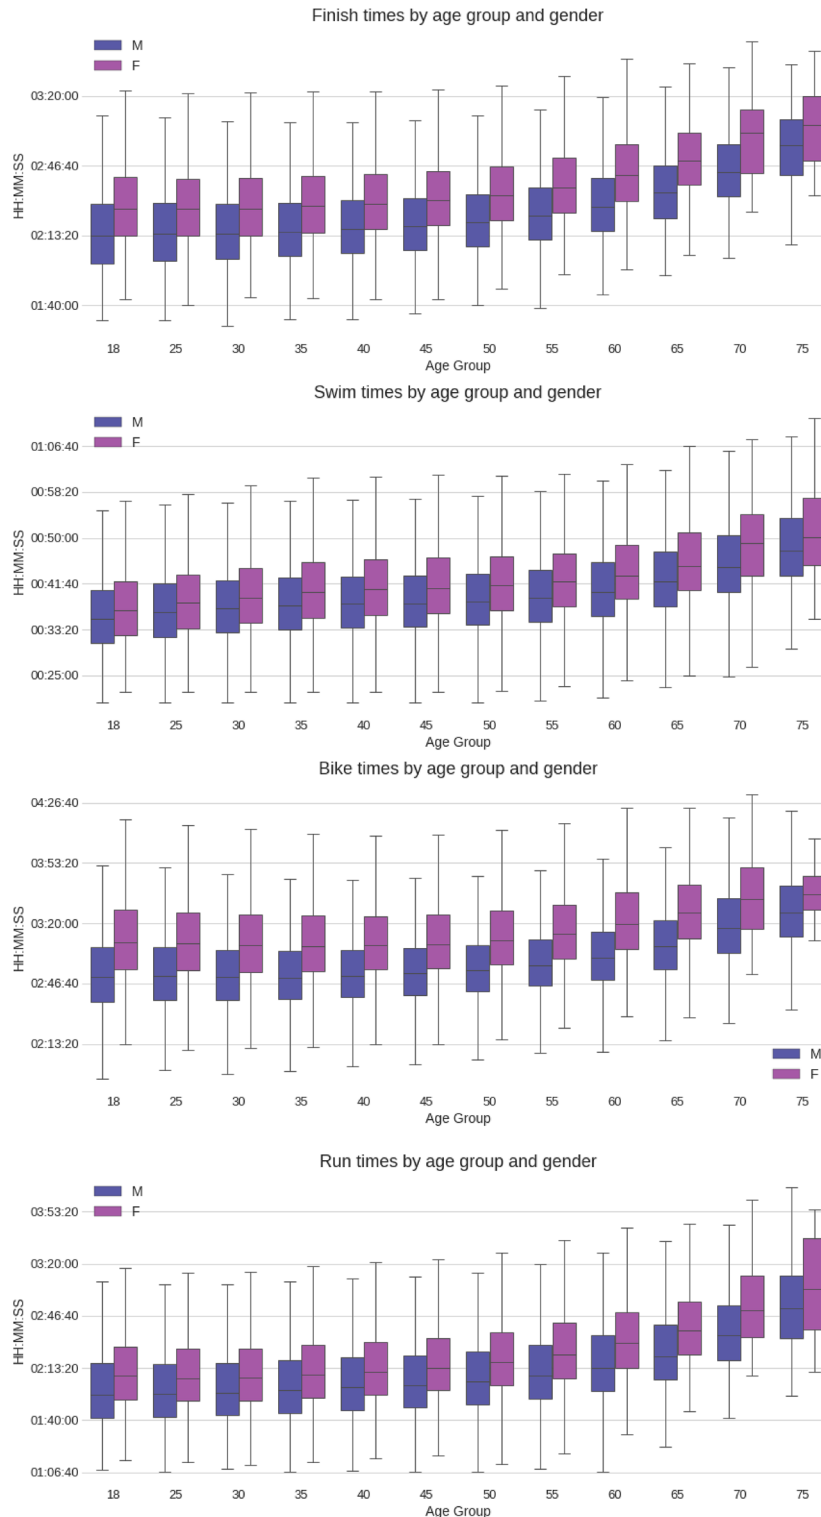 Finish times by age group and gender
M
F
03:20:00
02:46:40
02:13:20
01:40:00
HH:MM:SS
18 25 30 35 40 45 50 55 60 65 70 75
Age Group
Swim times by age group and gender
M
F
01:06:40
00:58:20
00:50:00
00:41:40
00:33:20
00:25:00
HH:MM:SS
18 25 30 35 40 45 50 55 60 65 70 75
Age Group
Bike times by age group and gender
04:26:40
03:53:20
03:20:00
02:46:40
02:13:20
HH:MM:SS
M
F
18 25 30 35 40 45 50 55 60 65 70 75
Age Group
Run times by age group and gender
M
F
03:53:20
03:20:00
02:46:40
02:13:20
01:40:00
01:06:40
HH:MM:SS
18 25 30 35 40 45 50 55 60 65 70 75
Age Group